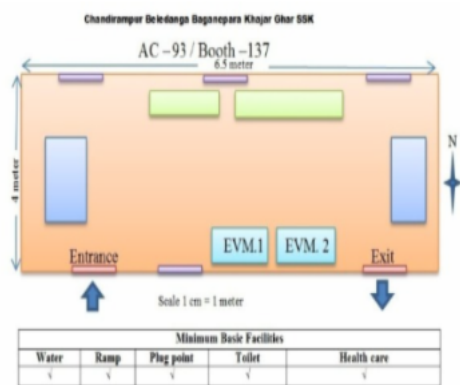 Chandirampur Beledanga Baganepara Khajar Ghar SSK
AC -93 / Booth -137
6.5 meter
4 meter
N
EVM.1 EVM. 2
Entrance Exit
Scale 1 cm = 1 meter
Minimum Basic Facilities
Water Ramp Plug point Toilet Health care
√ √ √ √ √